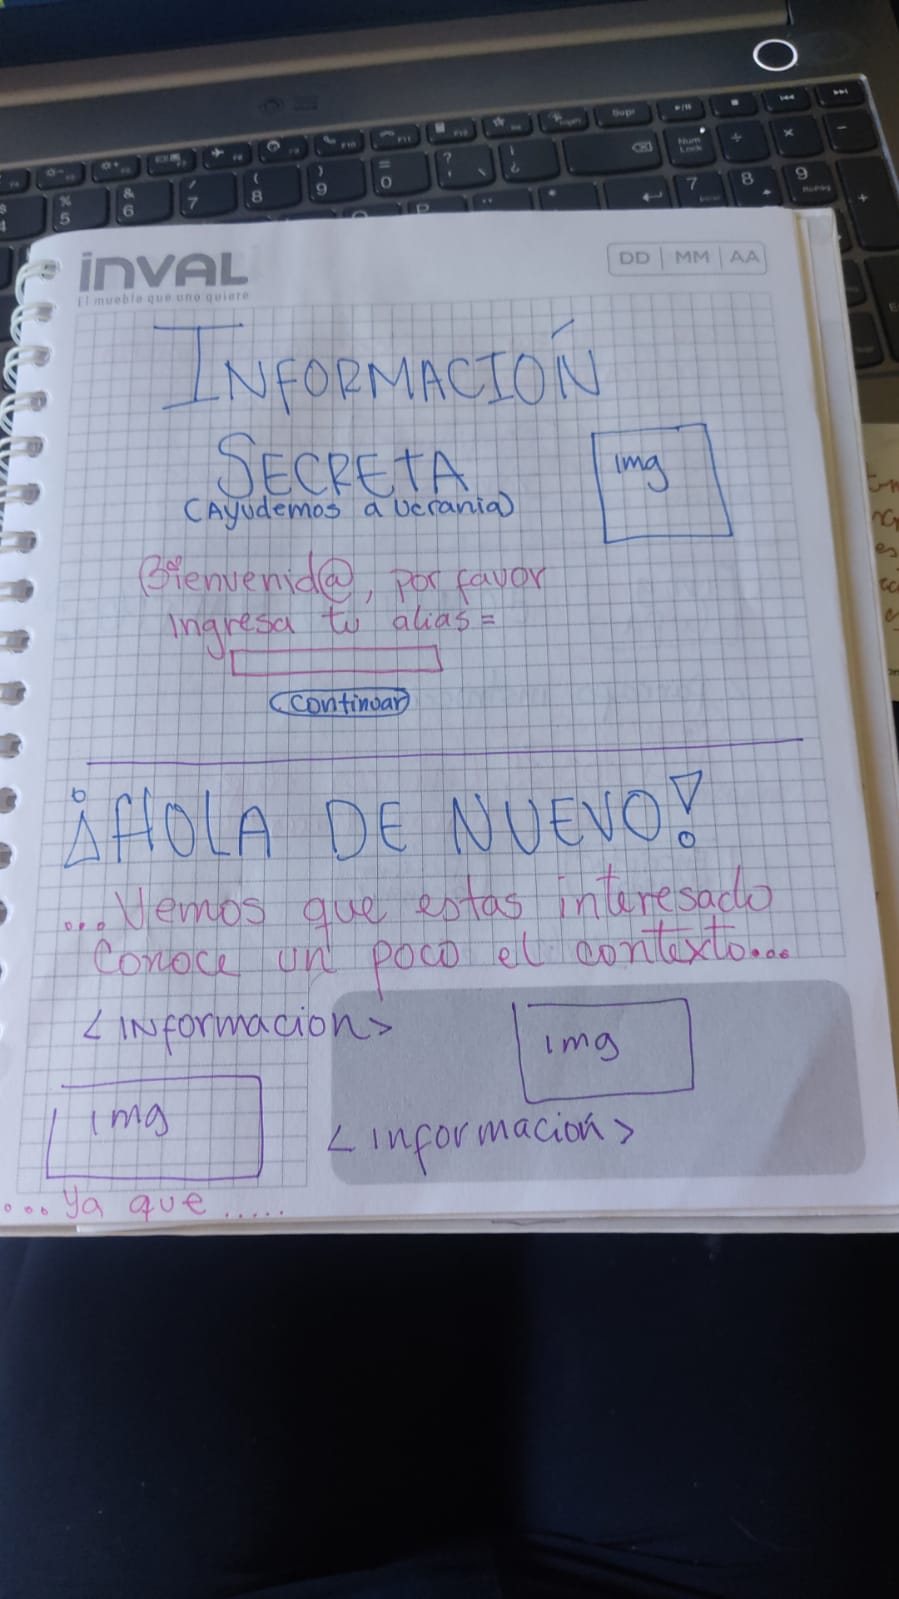 INVAL
El mueble que uno quiere
DD | MM | AA
INFORMACIÓN
SECRETA
img
(Ayudemos a Ucrania)
Bienvenid@, por favor
Ingresa tu alias=
Continuar
¡HOLA DE NUEVO!
...Vemos que estas interesado
Conoce un poco el contexto...
<INformacion>
img
img
<informacion>
...Ya que .....